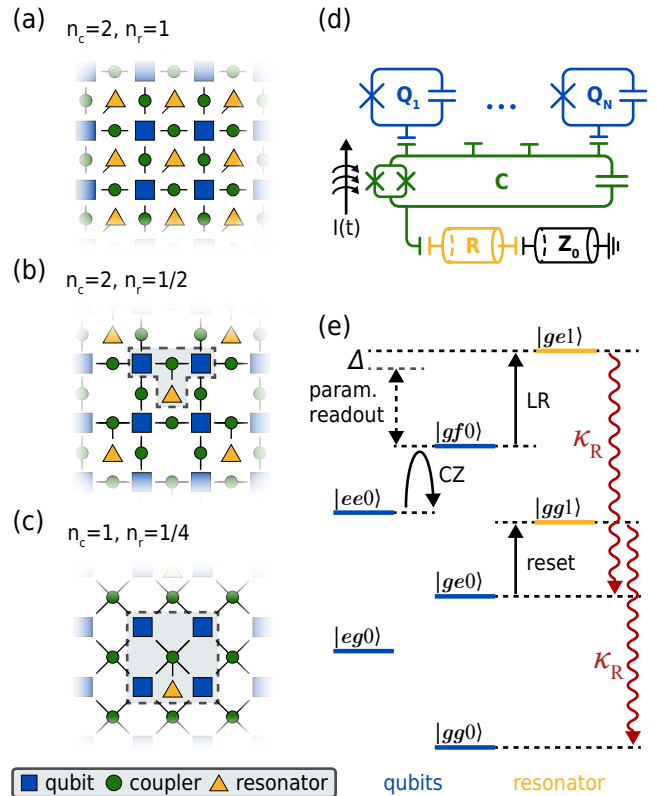 (a)
n_c=2, n_r=1
(b)
n_c=2, n_r=1/2
(c)
n_c=1, n_r=1/4
qubit coupler resonator
(d)
Q_1 ... Q_N
C
I(t)
R Z_0
(e)
|ge1⟩
Δ
param.
readout
LR
|gf0⟩
κ_R
CZ
|ee0⟩
|gg1⟩
reset
|ge0⟩
|eg0⟩
κ_R
|gg0⟩
qubits resonator